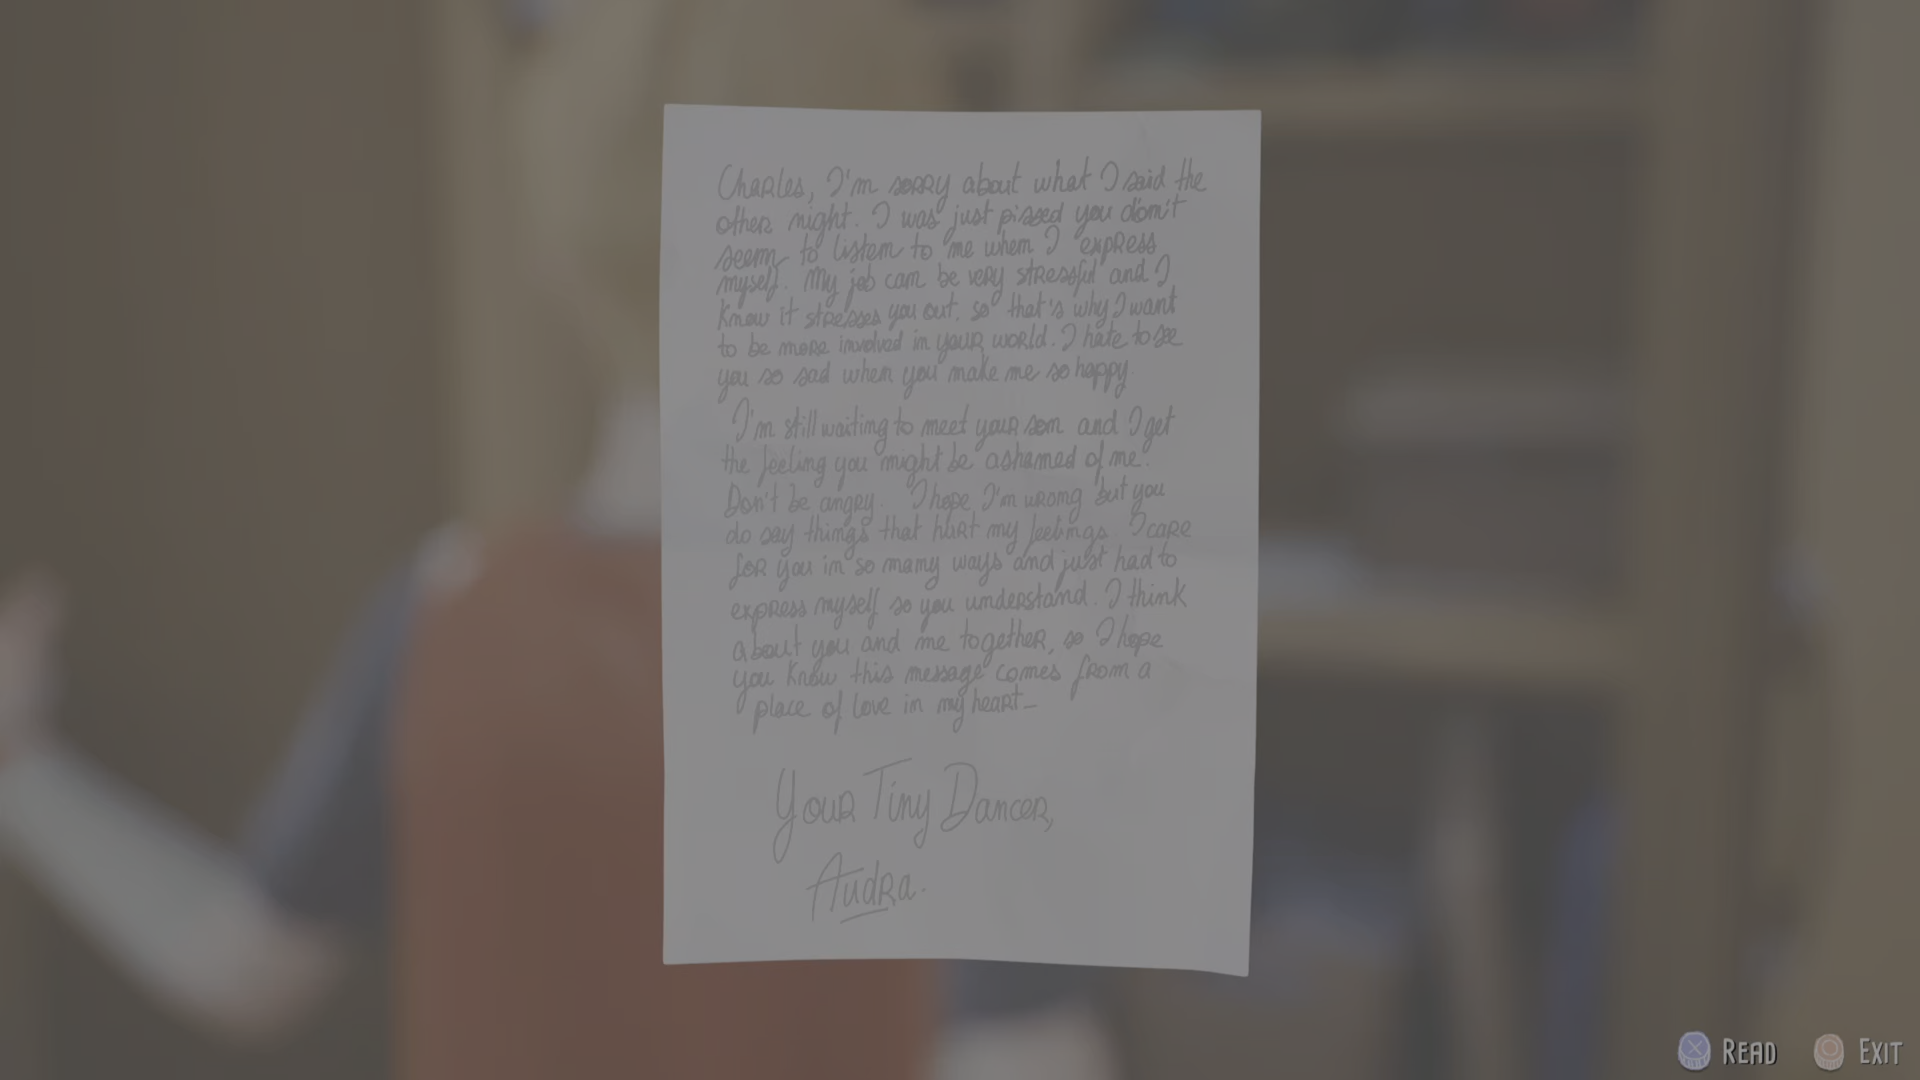 Charles, I'm sorry about what I said the
other night. I was just pissed you don't
seem to listen to me when I express
myself. My job can be very stressful and I
know it stresses you out. so that's why I want
to be more involved in your world. I hate to see
you so sad when you make me so happy.
I'm still waiting to meet your son and I get
the feeling you might be ashamed of me.
Don't be angry. I hope I'm wrong but you
do say things that hurt my feelings. I care
for you in so many ways and just had to
express myself so you understand. I think
about you and me together, so I hope
you know this message comes from a
place of love in my heart_
Your Tiny Dancer,
Audra.
READ
EXIT